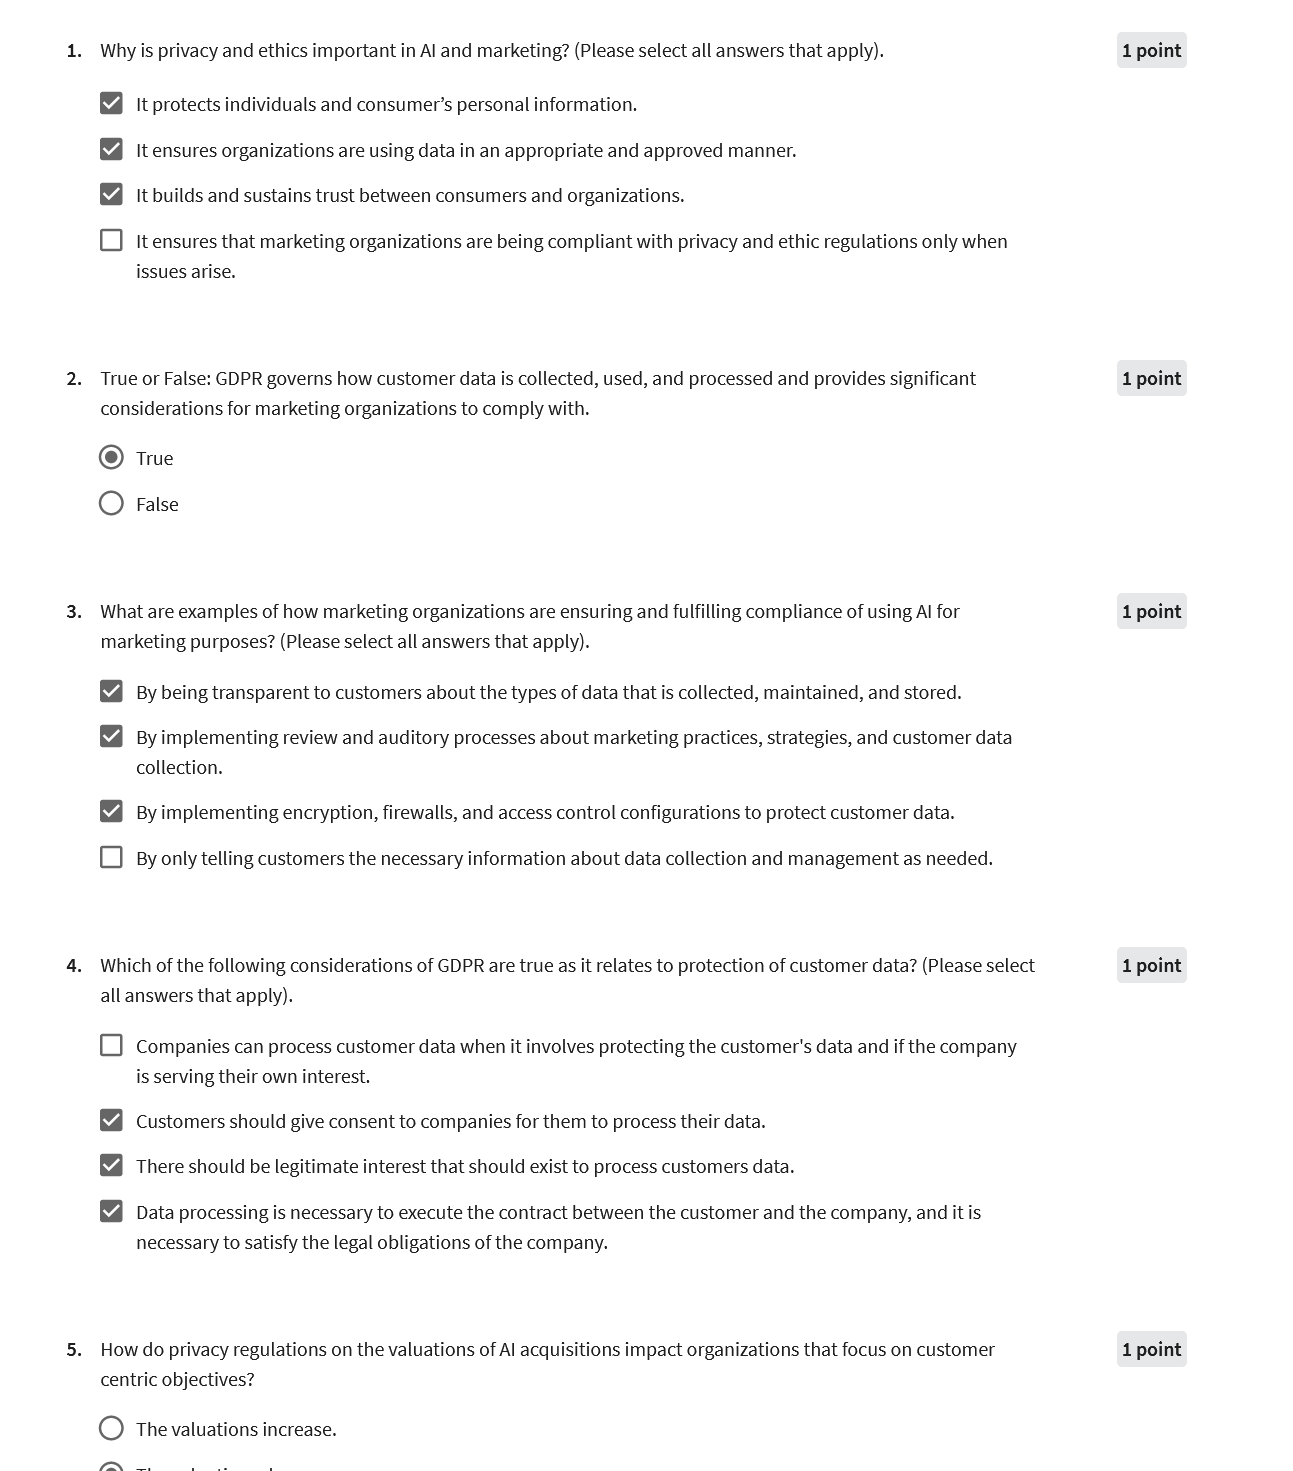 1. Why is privacy and ethics important in AI and marketing? (Please select all answers that apply). 1 point
It protects individuals and consumer’s personal information.
It ensures organizations are using data in an appropriate and approved manner.
It builds and sustains trust between consumers and organizations.
It ensures that marketing organizations are being compliant with privacy and ethic regulations only when
issues arise.
2. True or False: GDPR governs how customer data is collected, used, and processed and provides significant 1 point
considerations for marketing organizations to comply with.
True
False
3. What are examples of how marketing organizations are ensuring and fulfilling compliance of using AI for 1 point
marketing purposes? (Please select all answers that apply).
By being transparent to customers about the types of data that is collected, maintained, and stored.
By implementing review and auditory processes about marketing practices, strategies, and customer data
collection.
By implementing encryption, firewalls, and access control configurations to protect customer data.
By only telling customers the necessary information about data collection and management as needed.
4. Which of the following considerations of GDPR are true as it relates to protection of customer data? (Please select 1 point
all answers that apply).
Companies can process customer data when it involves protecting the customer's data and if the company
is serving their own interest.
Customers should give consent to companies for them to process their data.
There should be legitimate interest that should exist to process customers data.
Data processing is necessary to execute the contract between the customer and the company, and it is
necessary to satisfy the legal obligations of the company.
5. How do privacy regulations on the valuations of AI acquisitions impact organizations that focus on customer 1 point
centric objectives?
The valuations increase.